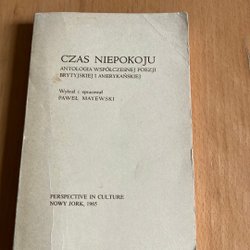 CZAS NIEPOKOJU
ANTOLOGIA WSPÓŁCZESNEJ POEZJI
BRYTYJSKIEJ I AMERYKAŃSKIEJ
Wybrał i opracował
PAWEŁ MAYEWSKI
PERSPECTIVE IN CULTURE
NOWY JORK, 1965